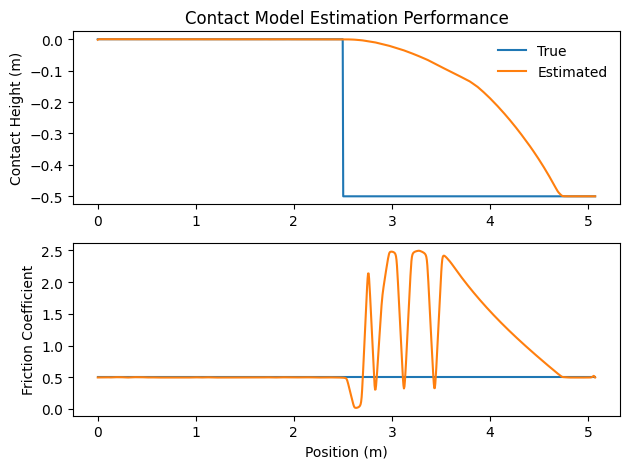 Contact Model Estimation Performance
Contact Height (m)
0.0
−0.1
−0.2
−0.3
−0.4
−0.5
True
Estimated
0 1 2 3 4 5
Friction Coefficient
2.5
2.0
1.5
1.0
0.5
0.0
0 1 2 3 4 5
Position (m)